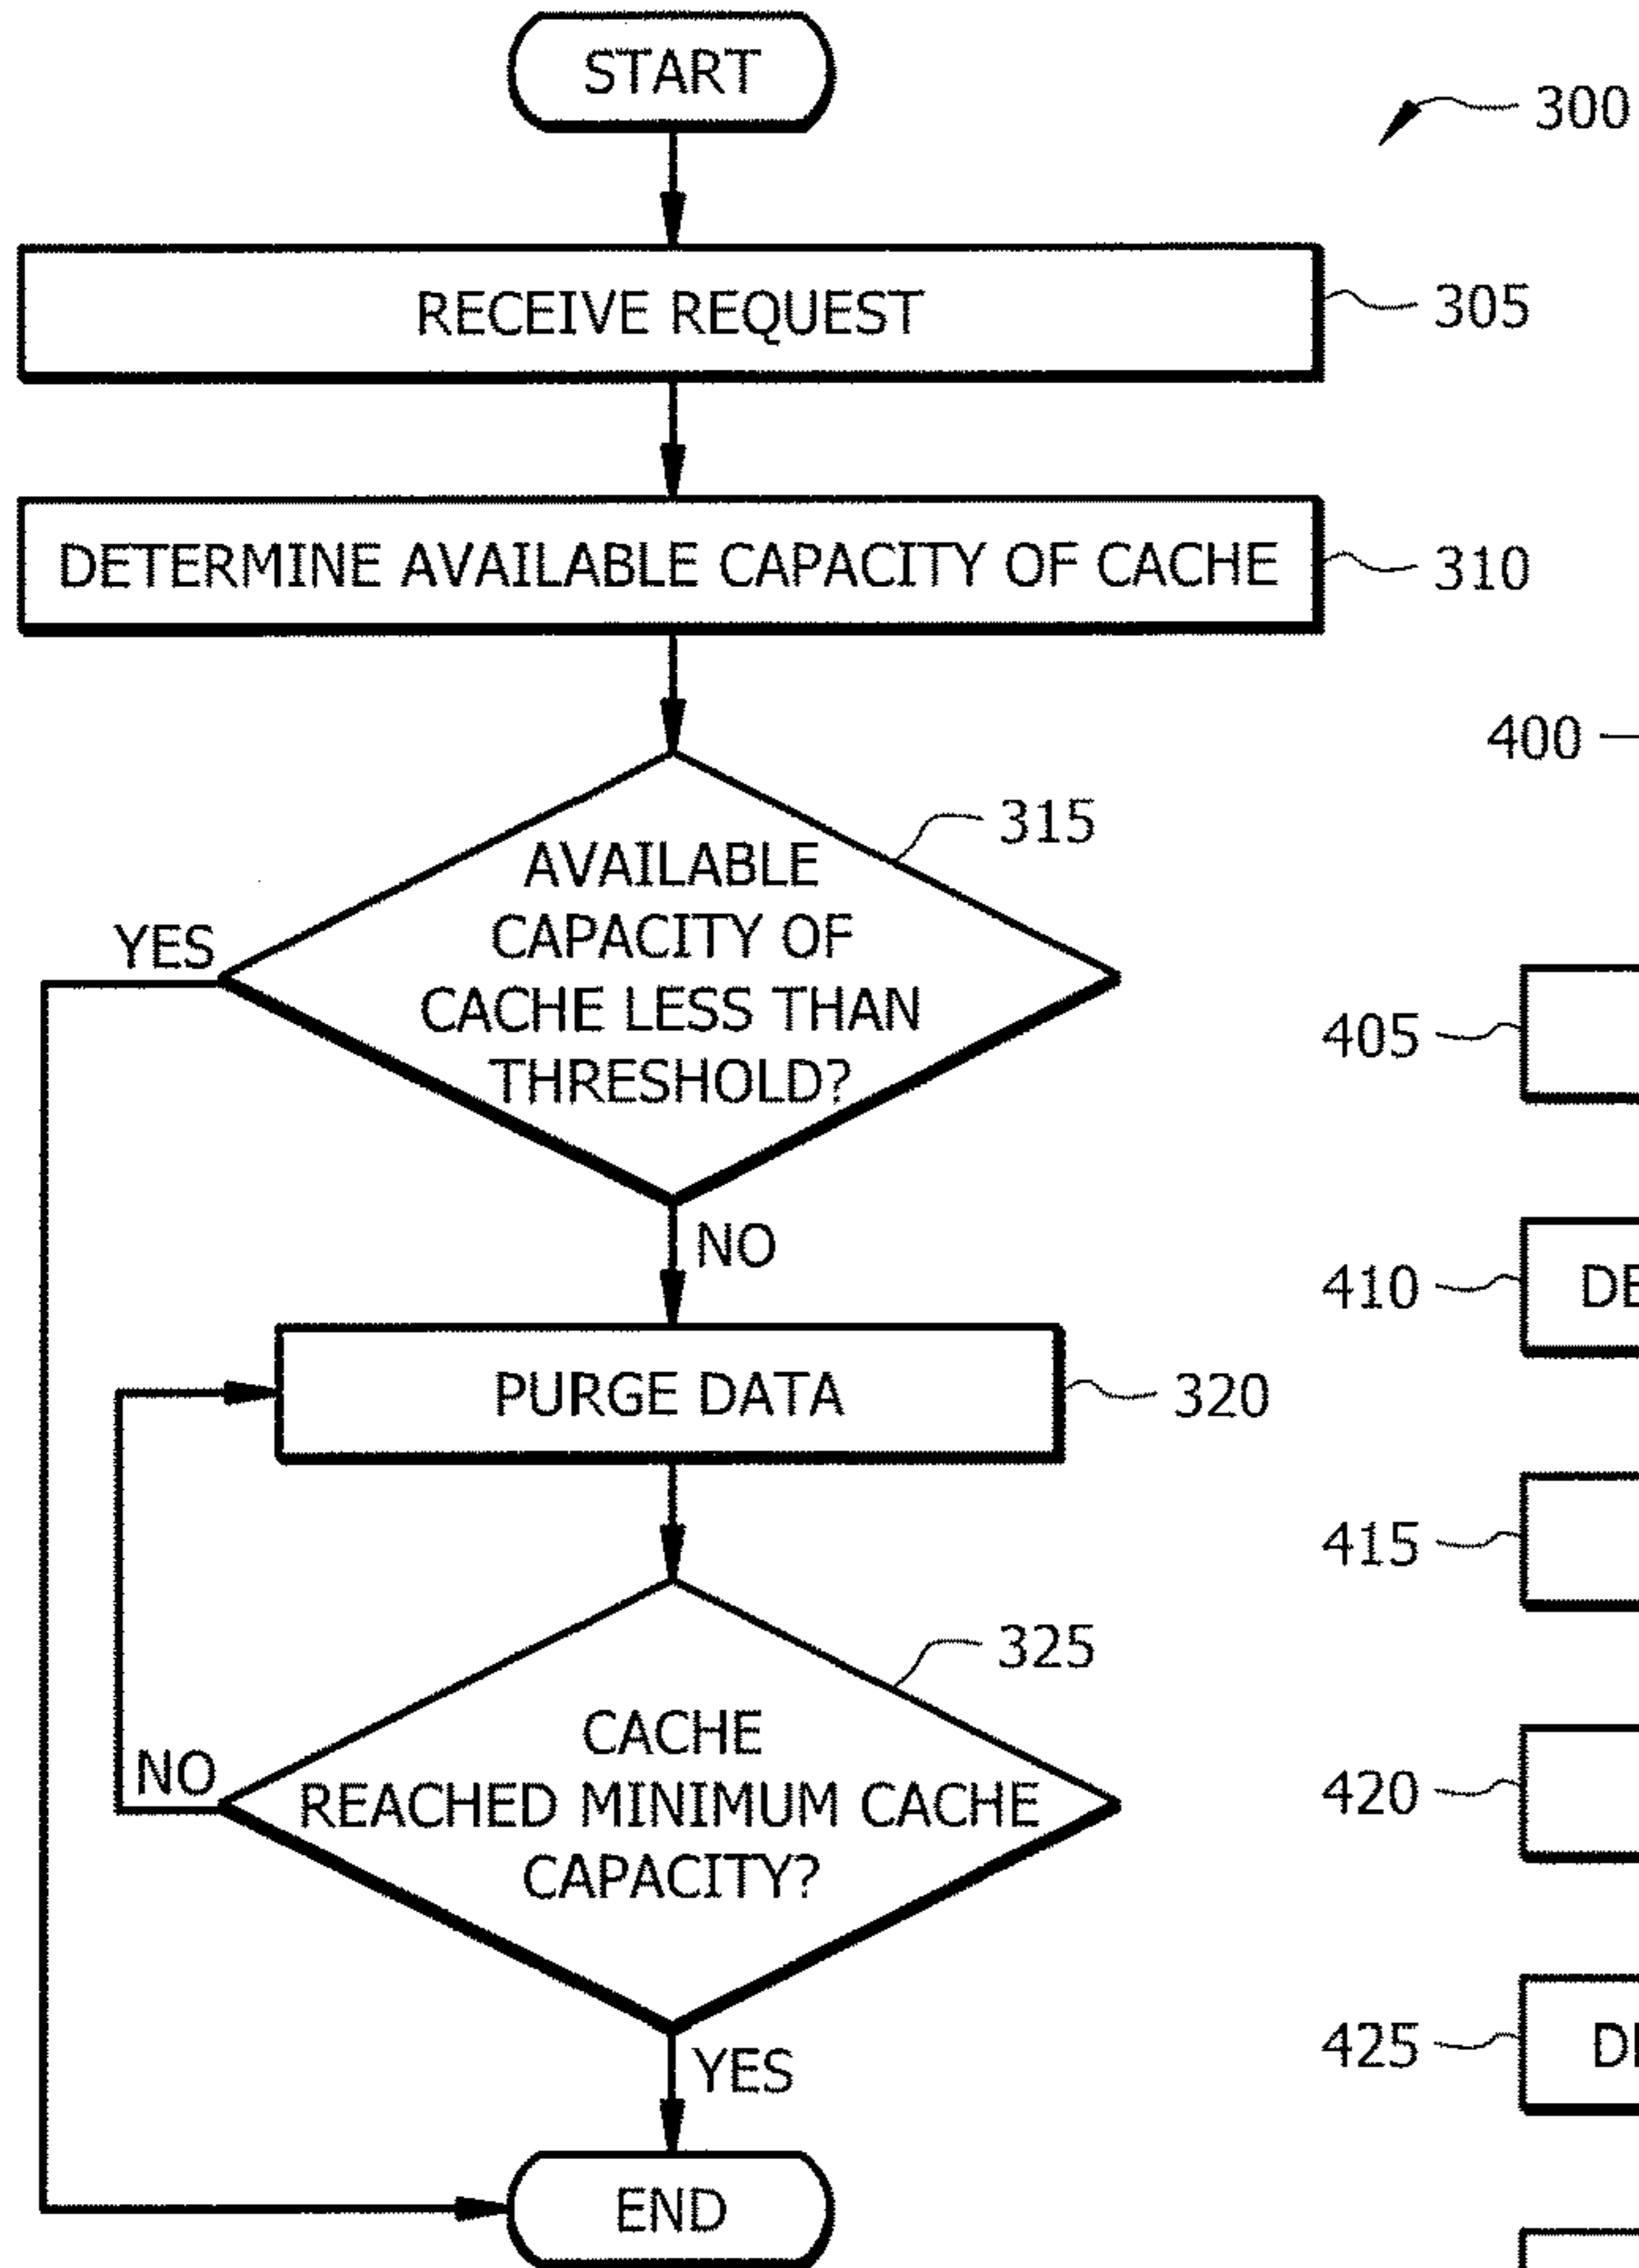 START
300
RECEIVE REQUEST
305
DETERMINE AVAILABLE CAPACITY OF CACHE
310
315
AVAILABLE
CAPACITY OF
CACHE LESS THAN
THRESHOLD?
YES
NO
PURGE DATA
320
325
CACHE
REACHED MINIMUM CACHE
CAPACITY?
NO
YES
END
400
405
410
415
420
425